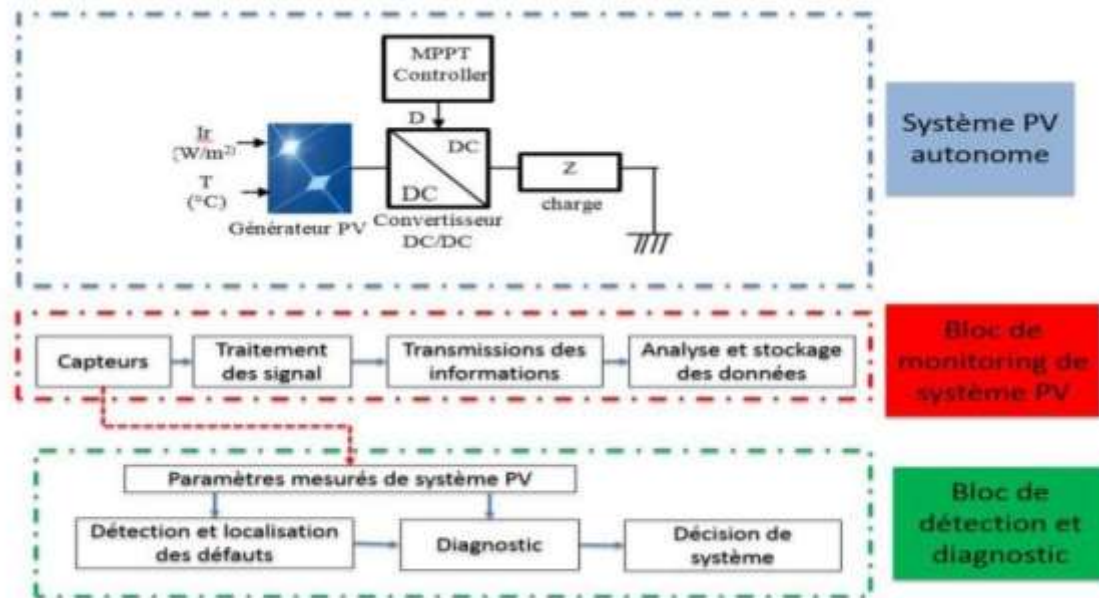 MPPT
Controller
D
Ir
(W/m²)
T
(°C)
DC
DC
Z
charge
Générateur PV
Convertisseur
DC/DC
Système PV
autonome
Capteurs
Traitement
des signal
Transmissions des
informations
Analyse et stockage
des données
Bloc de
monitoring de
système PV
Paramètres mesurés de système PV
Détection et localisation
des défauts
Diagnostic
Décision de
système
Bloc de
détection et
diagnostic